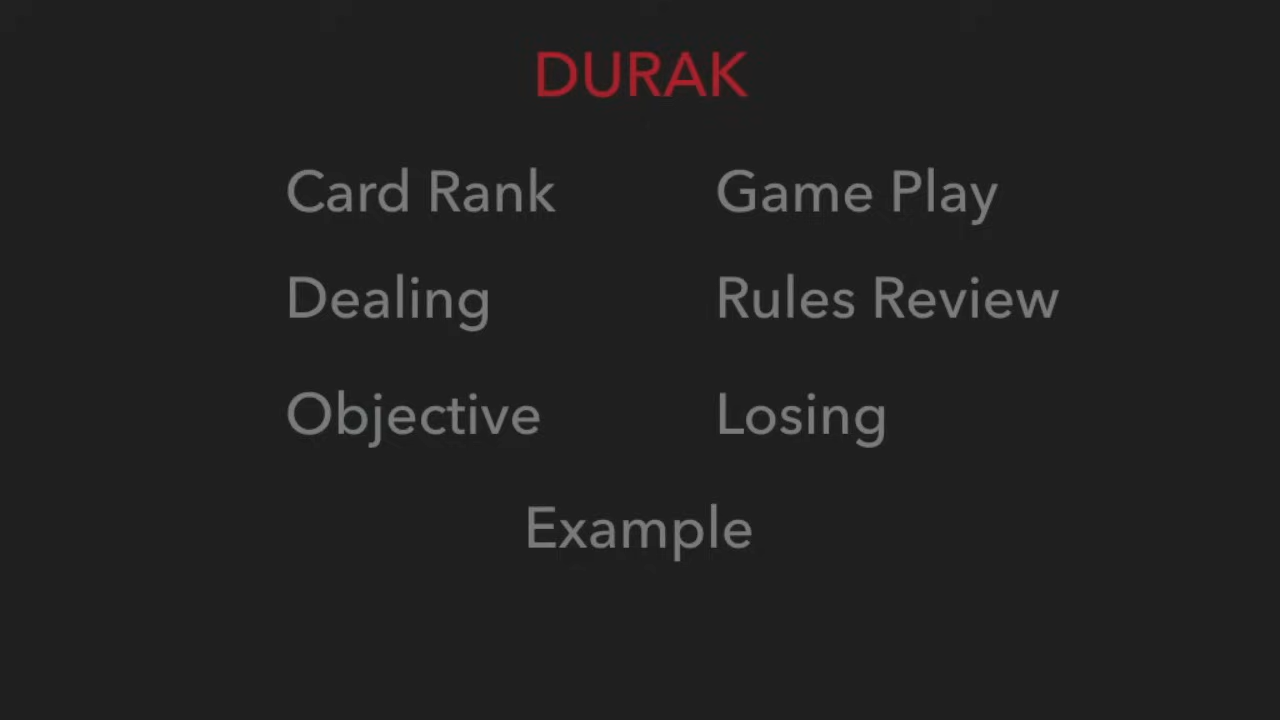 DURAK
Card Rank
Game Play
Dealing
Rules Review
Objective
Losing
Example